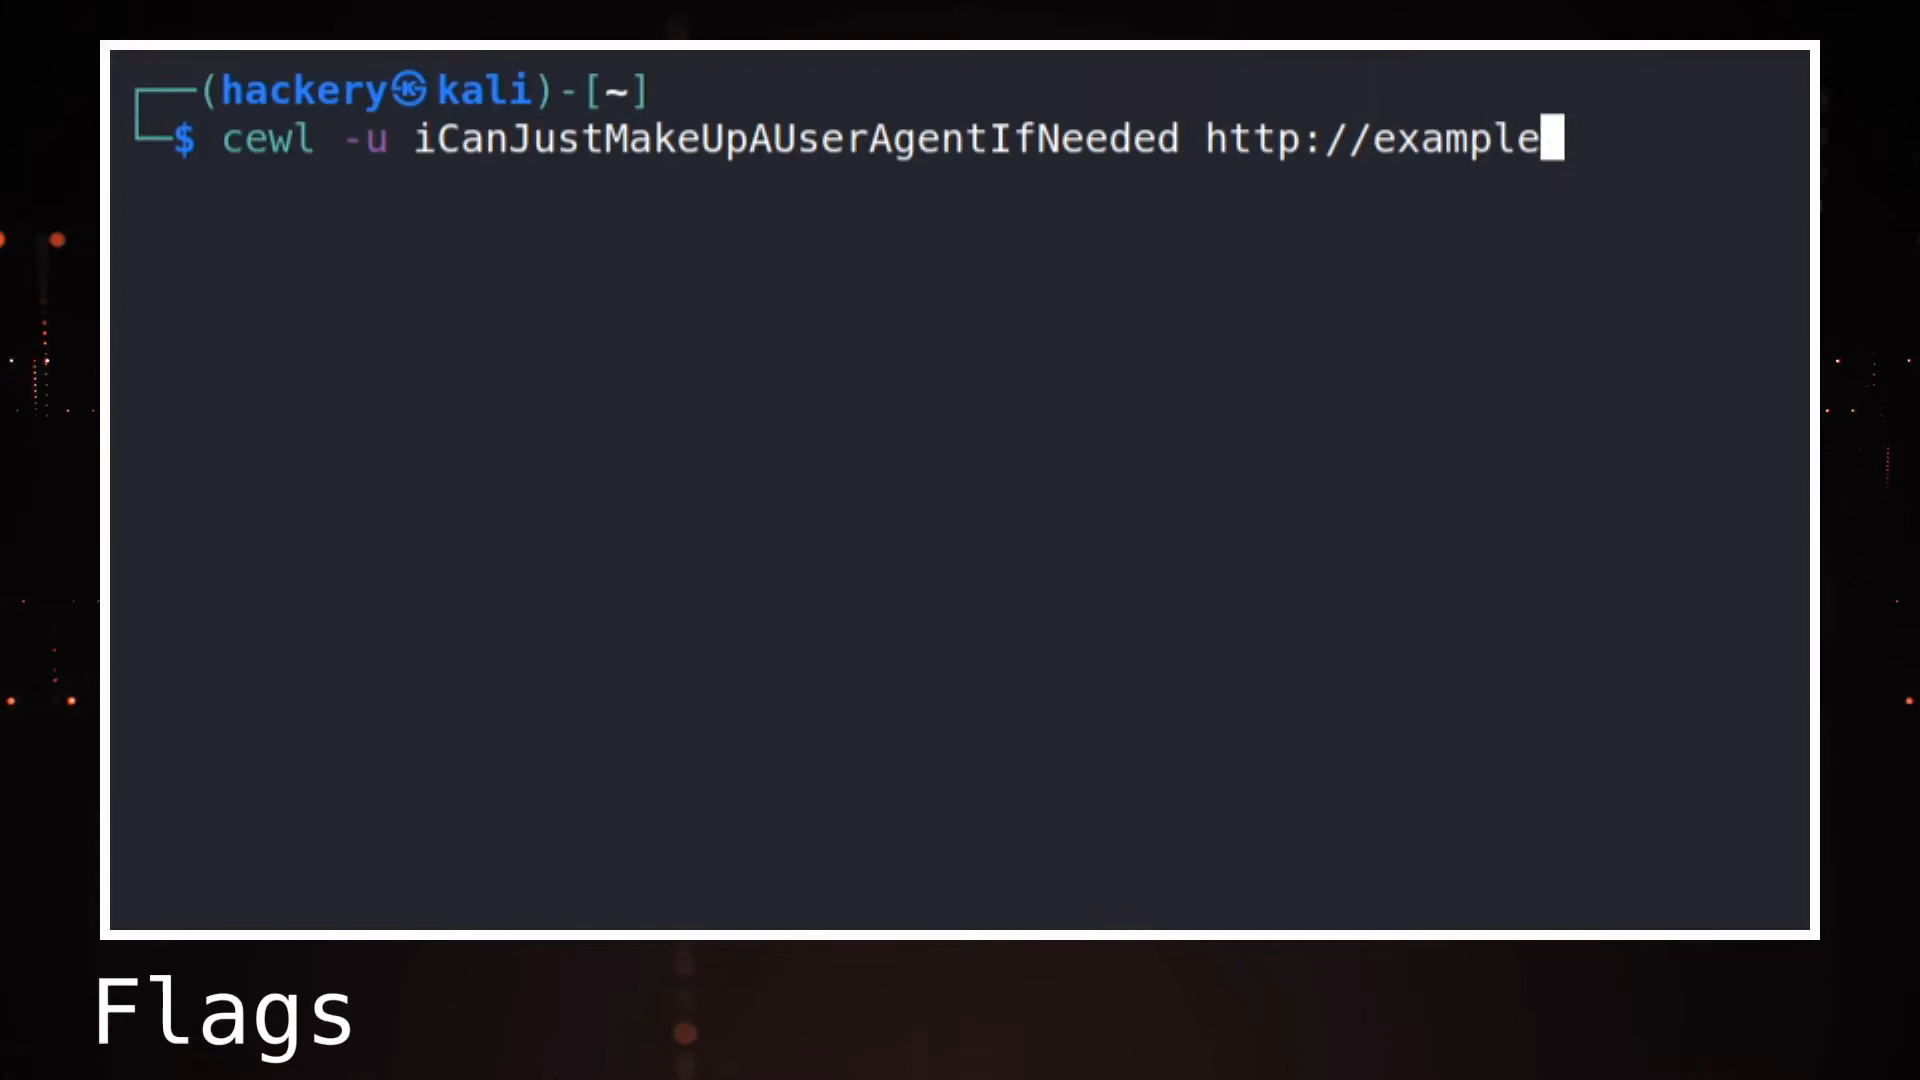 (hackery㉿kali)-[~]
$ cewl -u iCanJustMakeUpAUserAgentIfNeeded http://example
Flags